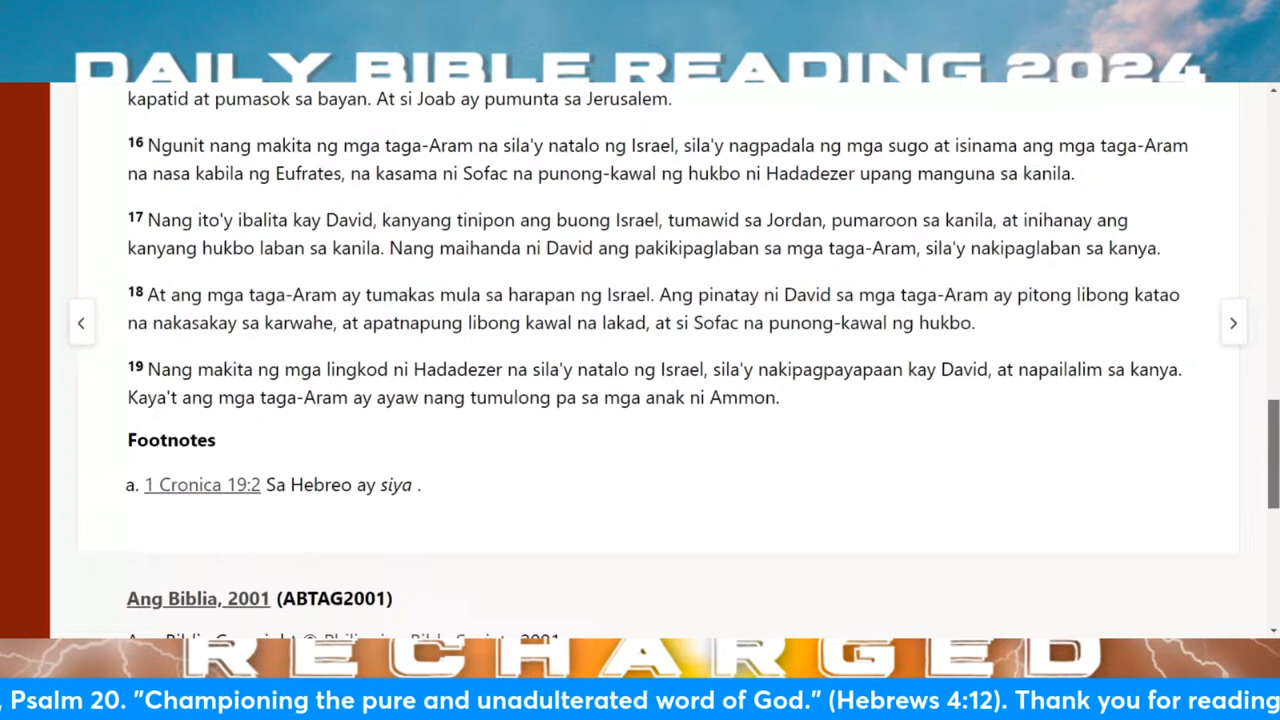 DAILY BIBLE READING 2024
kapatid at pumasok sa bayan. At si Joab ay pumunta sa Jerusalem.
16 Ngunit nang makita ng mga taga-Aram na sila'y natalo ng Israel, sila'y nagpadala ng mga sugo at isinama ang mga taga-Aram
na nasa kabila ng Eufrates, na kasama ni Sofac na punong-kawal ng hukbo ni Hadadezer upang manguna sa kanila.
17 Nang ito'y ibalita kay David, kanyang tinipon ang buong Israel, tumawid sa Jordan, pumaroon sa kanila, at inihanay ang
kanyang hukbo laban sa kanila. Nang maihanda ni David ang pakikipaglaban sa mga taga-Aram, sila'y nakipaglaban sa kanya.
18 At ang mga taga-Aram ay tumakas mula sa harapan ng Israel. Ang pinatay ni David sa mga taga-Aram ay pitong libong katao
na nakasakay sa karwahe, at apatnapung libong kawal na lakad, at si Sofac na punong-kawal ng hukbo.
19 Nang makita ng mga lingkod ni Hadadezer na sila'y natalo ng Israel, sila'y nakipagpayapaan kay David, at napailalim sa kanya.
Kaya't ang mga taga-Aram ay ayaw nang tumulong pa sa mga anak ni Ammon.
Footnotes
a. 1 Cronica 19:2 Sa Hebreo ay siya .
Ang Biblia, 2001 (ABTAG2001)
Ang Biblia Copyright © Philippine Bible Society 2001
RECHARGED
, Psalm 20. "Championing the pure and unadulterated word of God." (Hebrews 4:12). Thank you for reading